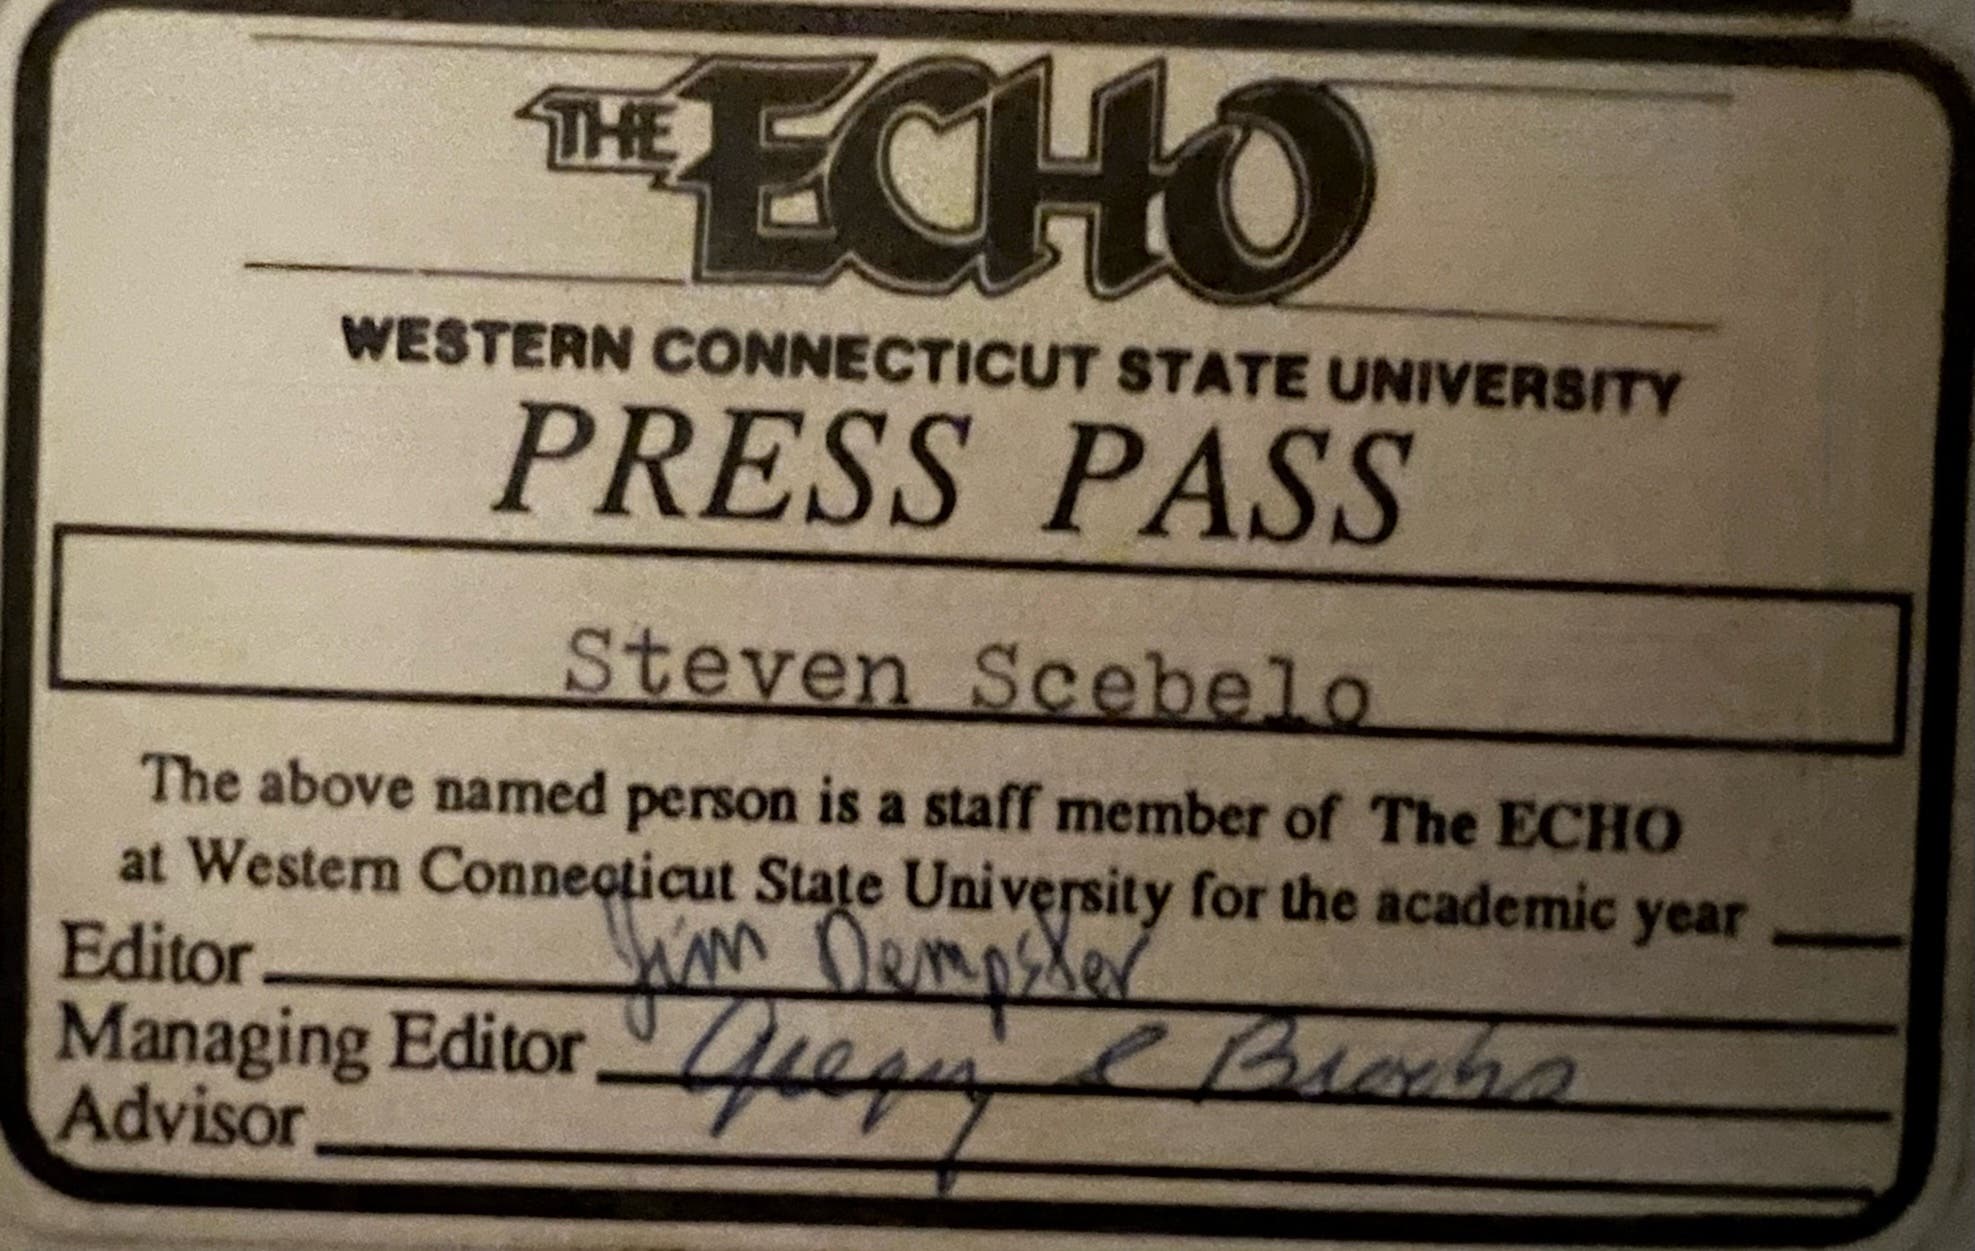 THE ECHO
WESTERN CONNECTICUT STATE UNIVERSITY
PRESS PASS
Steven Scebelo
The above named person is a staff member of The ECHO
at Western Connecticut State University for the academic year
Editor Jim Dempster
Managing Editor Gregory
Advisor